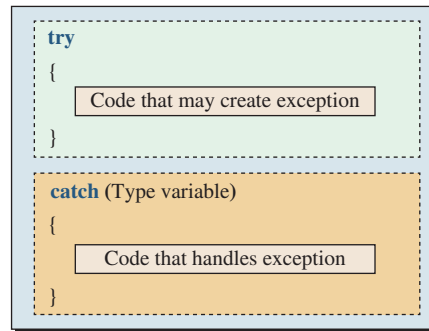 try
{
Code that may create exception
}
catch (Type variable)
{
Code that handles exception
}